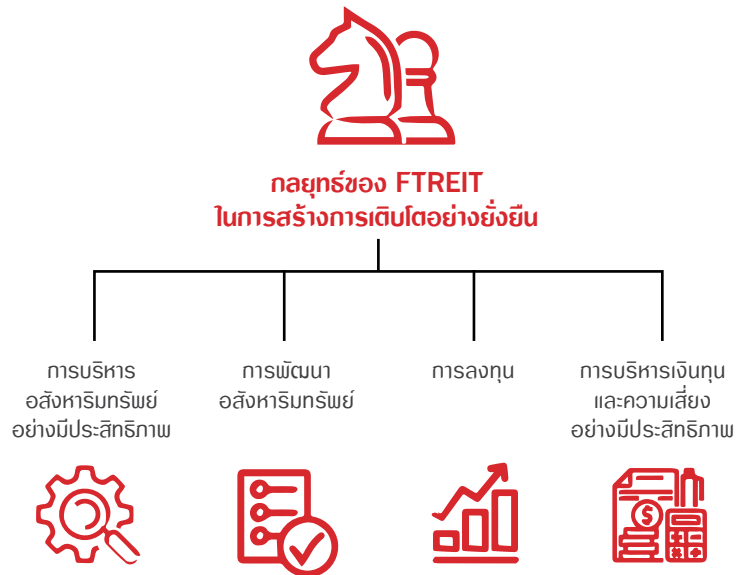 กลยุทธ์ของ FTREIT
ในการสร้างการเติบโตอย่างยั่งยืน
การบริหาร
อสังหาริมทรัพย์
อย่างมีประสิทธิภาพ
การพัฒนา
อสังหาริมทรัพย์
การลงทุน
การบริหารเงินทุน
และความเสี่ยง
อย่างมีประสิทธิภาพ